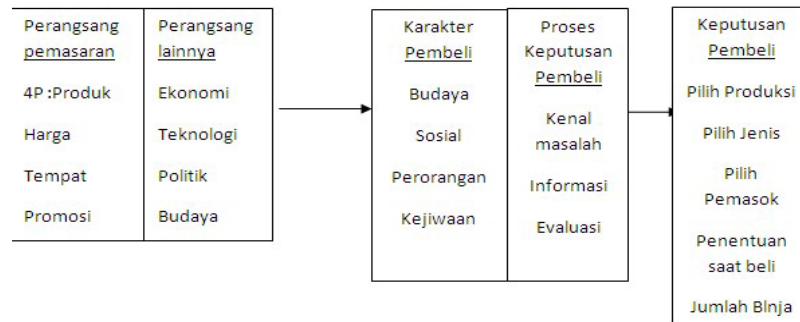 Perangsang
pemasaran
4P :Produk
Harga
Tempat
Promosi
Perangsang
lainnya
Ekonomi
Teknologi
Politik
Budaya
Karakter
Pembeli
Budaya
Sosial
Perorangan
Kejiwaan
Proses
Keputusan
Pembeli
Kenal
masalah
Informasi
Evaluasi
Keputusan
Pembeli
Pilih Produksi
Pilih Jenis
Pilih
Pemasok
Penentuan
saat beli
Jumlah Blnja